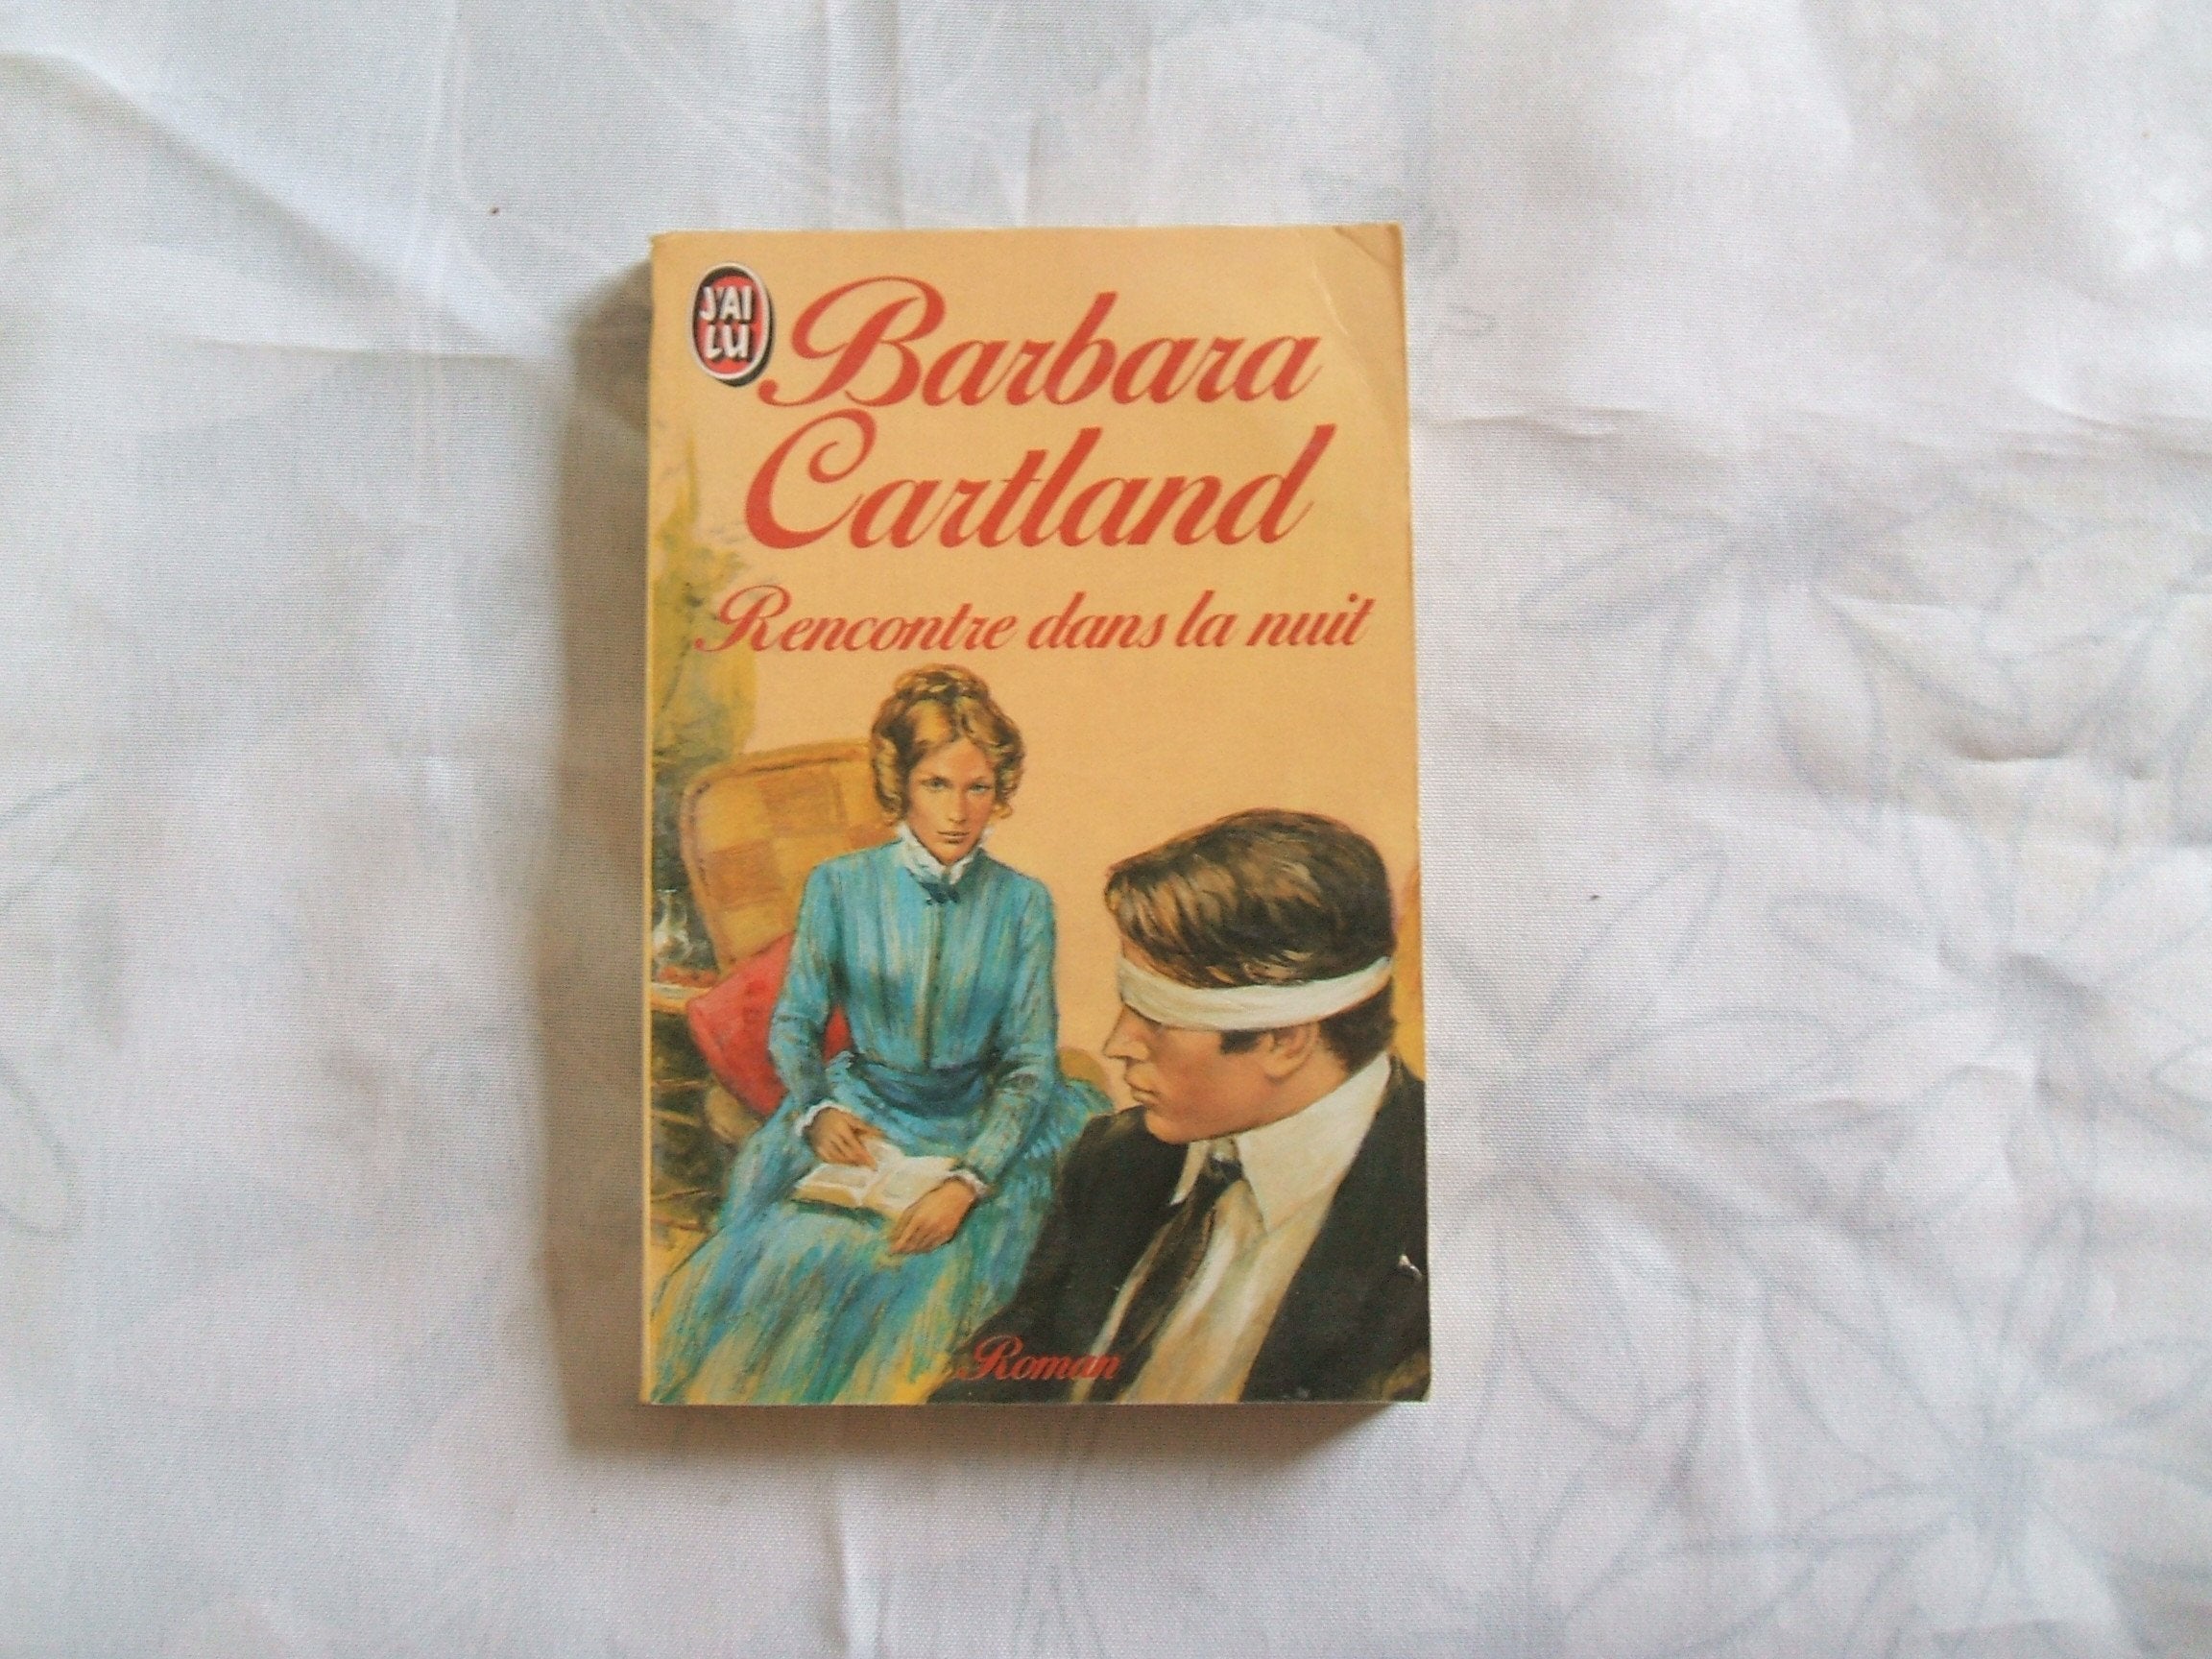 J'AI
LU
Barbara
Cartland
Rencontre dans la nuit
Roman